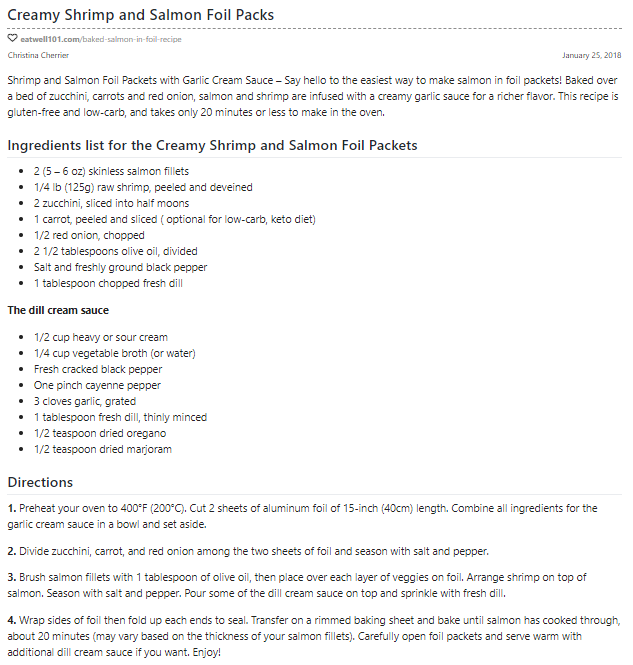 Creamy Shrimp and Salmon Foil Packs
eatwell101.com/baked-salmon-in-foil-recipe
Christina Cherrier January 25, 2018
Shrimp and Salmon Foil Packets with Garlic Cream Sauce – Say hello to the easiest way to make salmon in foil packets! Baked over
a bed of zucchini, carrots and red onion, salmon and shrimp are infused with a creamy garlic sauce for a richer flavor. This recipe is
gluten-free and low-carb, and takes only 20 minutes or less to make in the oven.
Ingredients list for the Creamy Shrimp and Salmon Foil Packets
• 2 (5 – 6 oz) skinless salmon fillets
• 1/4 lb (125g) raw shrimp, peeled and deveined
• 2 zucchini, sliced into half moons
• 1 carrot, peeled and sliced ( optional for low-carb, keto diet)
• 1/2 red onion, chopped
• 2 1/2 tablespoons olive oil, divided
• Salt and freshly ground black pepper
• 1 tablespoon chopped fresh dill
The dill cream sauce
• 1/2 cup heavy or sour cream
• 1/4 cup vegetable broth (or water)
• Fresh cracked black pepper
• One pinch cayenne pepper
• 3 cloves garlic, grated
• 1 tablespoon fresh dill, thinly minced
• 1/2 teaspoon dried oregano
• 1/2 teaspoon dried marjoram
Directions
1. Preheat your oven to 400°F (200°C). Cut 2 sheets of aluminum foil of 15-inch (40cm) length. Combine all ingredients for the
garlic cream sauce in a bowl and set aside.
2. Divide zucchini, carrot, and red onion among the two sheets of foil and season with salt and pepper.
3. Brush salmon fillets with 1 tablespoon of olive oil, then place over each layer of veggies on foil. Arrange shrimp on top of
salmon. Season with salt and pepper. Pour some of the dill cream sauce on top and sprinkle with fresh dill.
4. Wrap sides of foil then fold up each ends to seal. Transfer on a rimmed baking sheet and bake until salmon has cooked through,
about 20 minutes (may vary based on the thickness of your salmon fillets). Carefully open foil packets and serve warm with
additional dill cream sauce if you want. Enjoy!